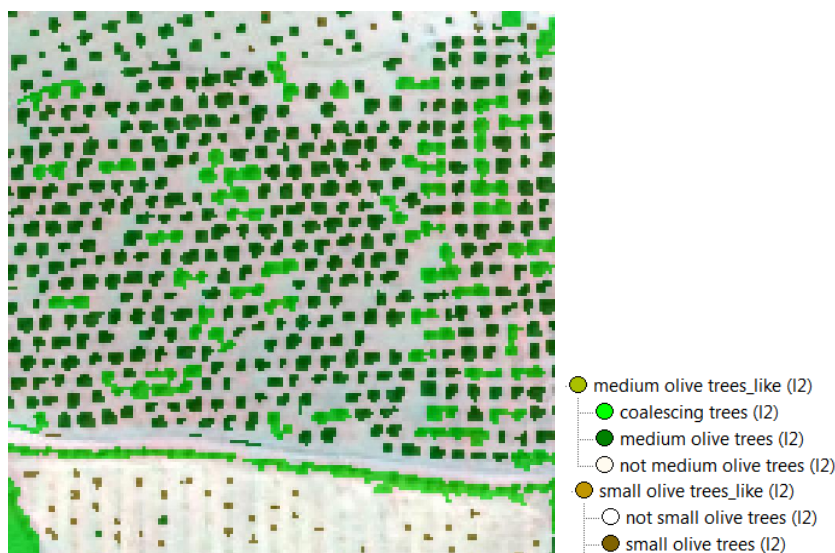 medium olive trees_like (l2)
coalescing trees (l2)
medium olive trees (l2)
not medium olive trees (l2)
small olive trees_like (l2)
not small olive trees (l2)
small olive trees (l2)